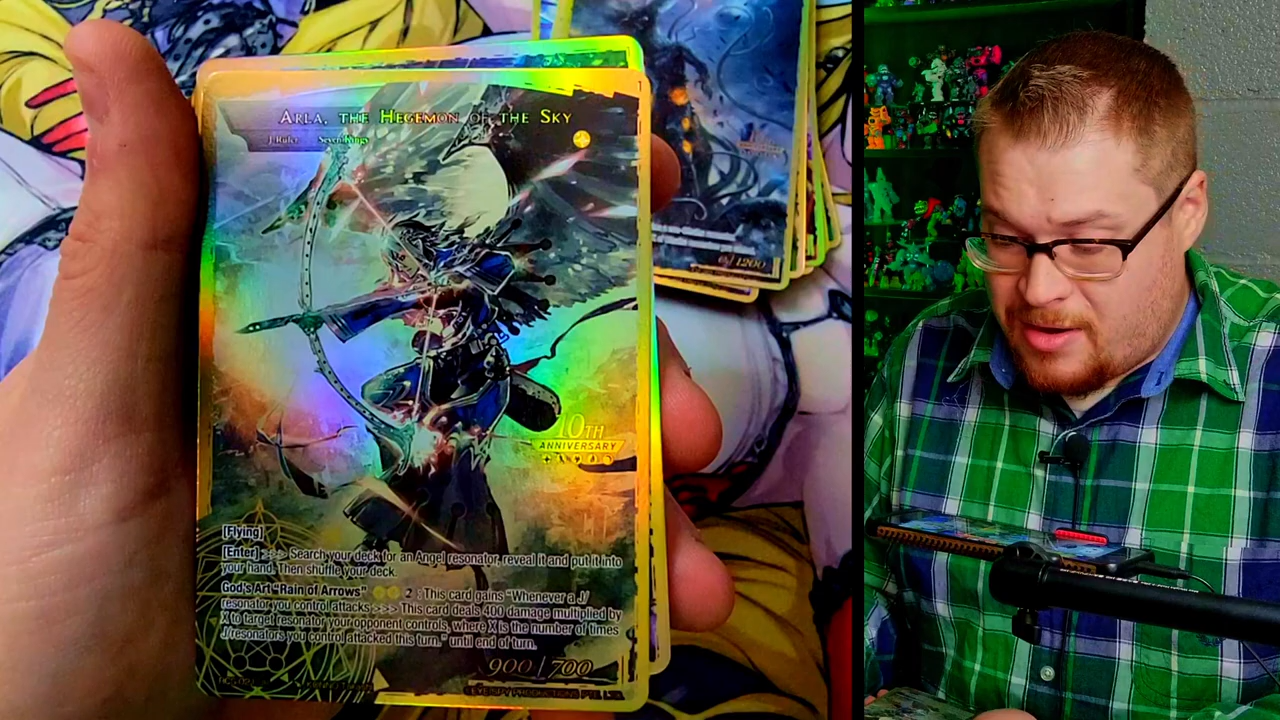 Arla, the Hegemon of the Sky
J Ruler Seven Kings
10TH
ANNIVERSARY
[Flying]
[Enter] >>> Search your deck for an Angel resonator, reveal it and put it into
your hand. Then shuffle your deck.
God's Art "Rain of Arrows" 2 : This card gains "Whenever a J/
resonator you control attacks >>> This card deals 400 damage multiplied by
X to target resonator your opponent controls, where X is the number of times
J/resonators you control attacked this turn." until end of turn.
900 / 700
0 / 1200